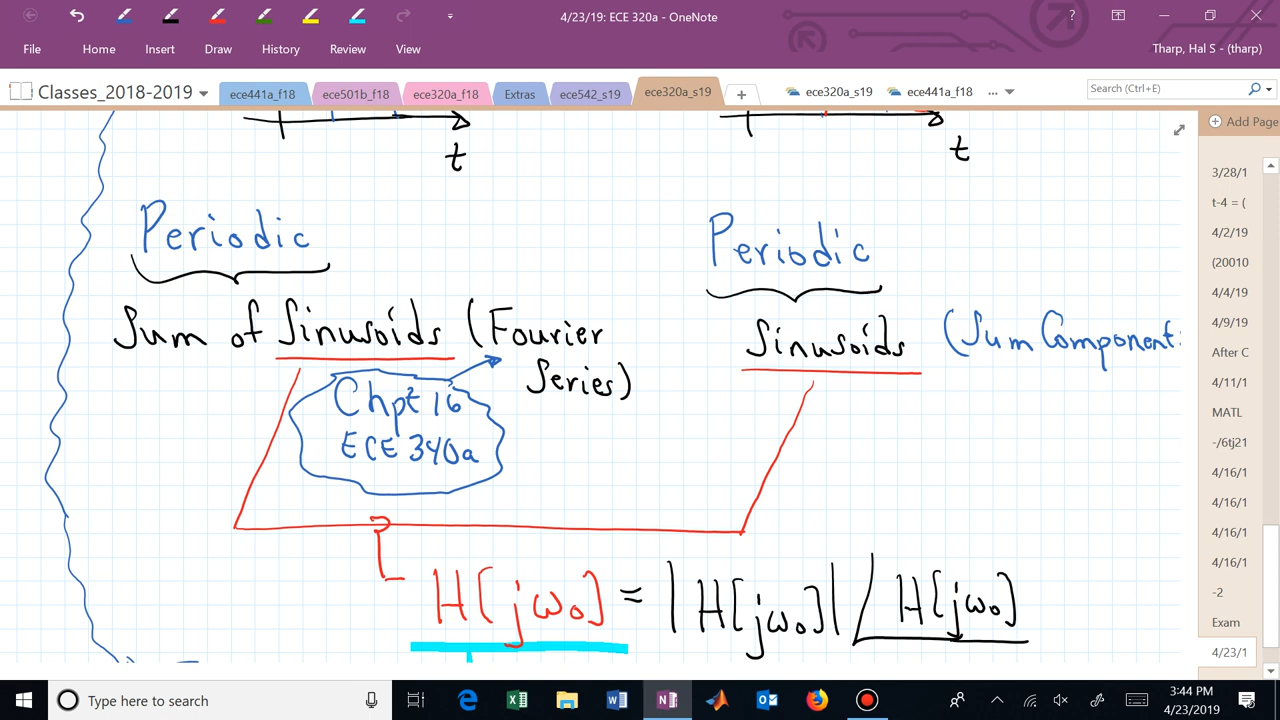 4/23/19: ECE 320a - OneNote
?
File Home Insert Draw History Review View
Tharp, Hal S - (tharp)
Classes_2018-2019
ece441a_f18
ece501b_f18
ece320a_f18
Extras
ece542_s19
ece320a_s19
ece320a_s19
ece441a_f18
...
Search (Ctrl+E)
t
t
Periodic
Periodic
Sum of Sinusoids (Fourier
Series)
Sinusoids (Sum Component
Chpt 16
ECE 340a
H[jω₀] = |H[jω₀]| /H[jω₀]
Add Page
3/28/1
t-4 = (
4/2/19
(20010
4/4/19
4/9/19
After C
4/11/1
MATL
-/6tj21
4/16/1
4/16/1
4/16/1
4/16/1
-2
Exam
4/23/1
Type here to search
3:44 PM
4/23/2019